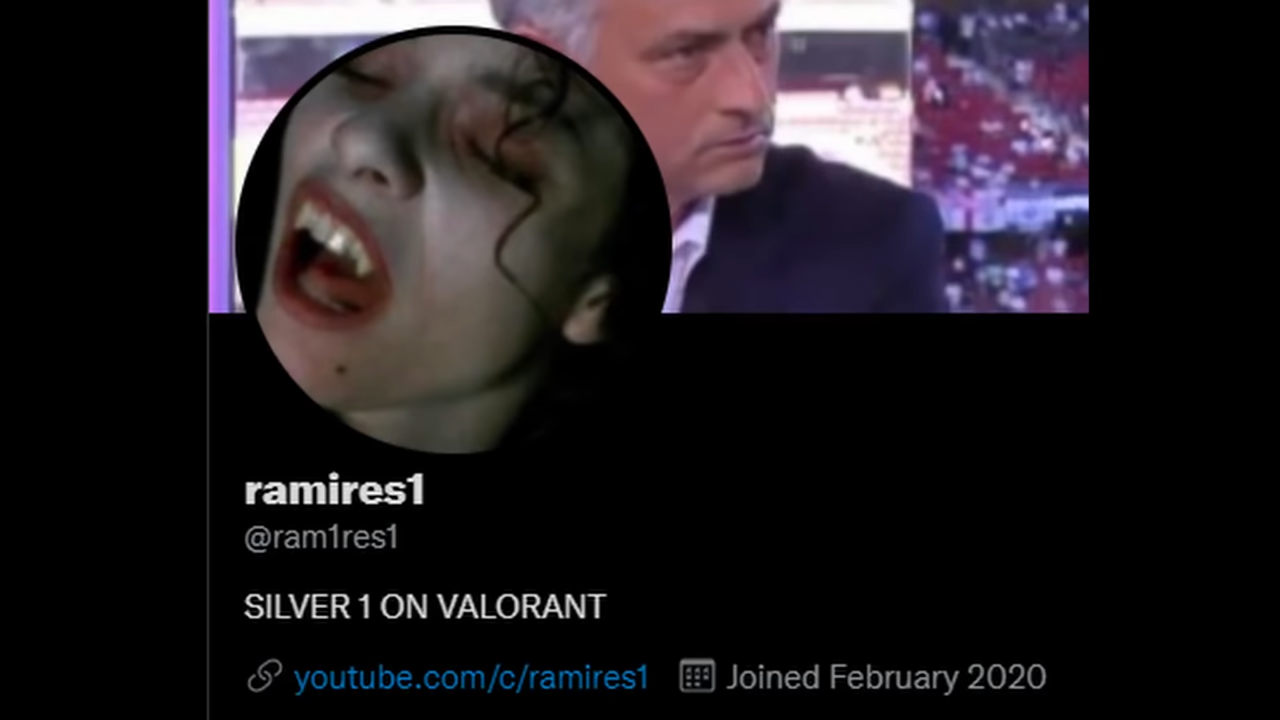 ramires1
@ram1res1
SILVER 1 ON VALORANT
youtube.com/c/ramires1 Joined February 2020